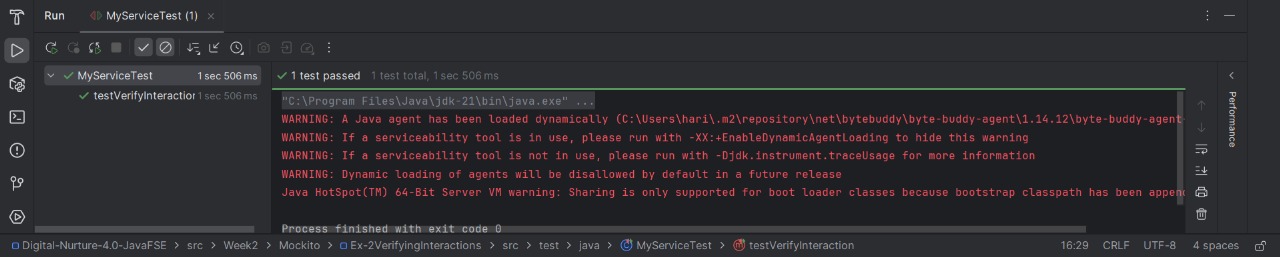 Run MyServiceTest (1)
MyServiceTest 1 sec 506 ms
testVerifyInteraction 1 sec 506 ms
1 test passed 1 test total, 1 sec 506 ms
"C:\Program Files\Java\jdk-21\bin\java.exe" ...
WARNING: A Java agent has been loaded dynamically (C:\Users\hari\.m2\repository\net\bytebuddy\byte-buddy-agent\1.14.12\byte-buddy-agent-
WARNING: If a serviceability tool is in use, please run with -XX:+EnableDynamicAgentLoading to hide this warning
WARNING: If a serviceability tool is not in use, please run with -Djdk.instrument.traceUsage for more information
WARNING: Dynamic loading of agents will be disallowed by default in a future release
Java HotSpot(TM) 64-Bit Server VM warning: Sharing is only supported for boot loader classes because bootstrap classpath has been appen
Process finished with exit code 0
Performance
Digital-Nurture-4.0-JavaFSE > src > Week2 > Mockito > Ex-2VerifyingInteractions > src > test > java > MyServiceTest > testVerifyInteraction 16:29 CRLF UTF-8 4 spaces